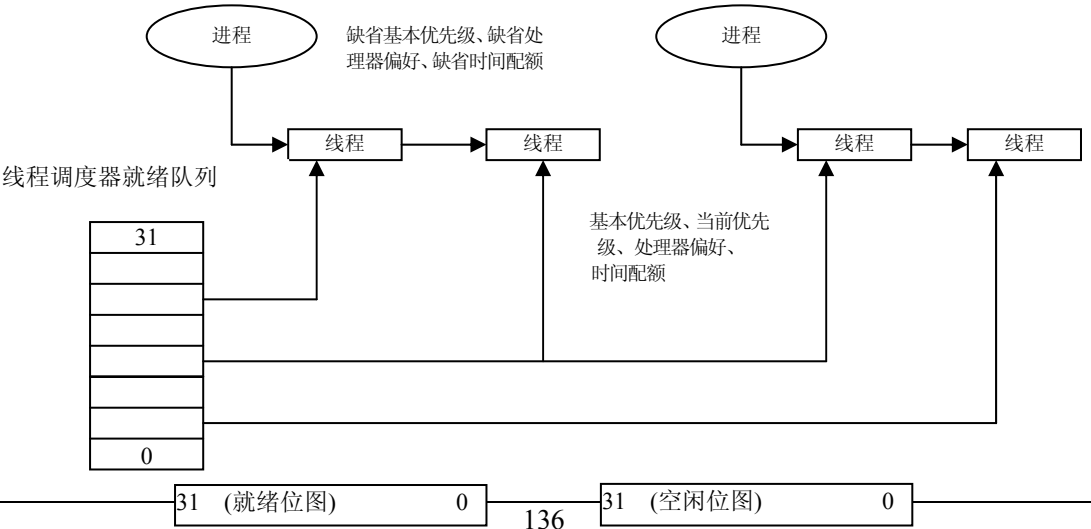 进程
缺省基本优先级、缺省处
理器偏好、缺省时间配额
进程
线程
线程
线程
线程
线程调度器就绪队列
基本优先级、当前优先
级、处理器偏好、
时间配额
31
0
31 (就绪位图) 0
31 (空闲位图) 0
136